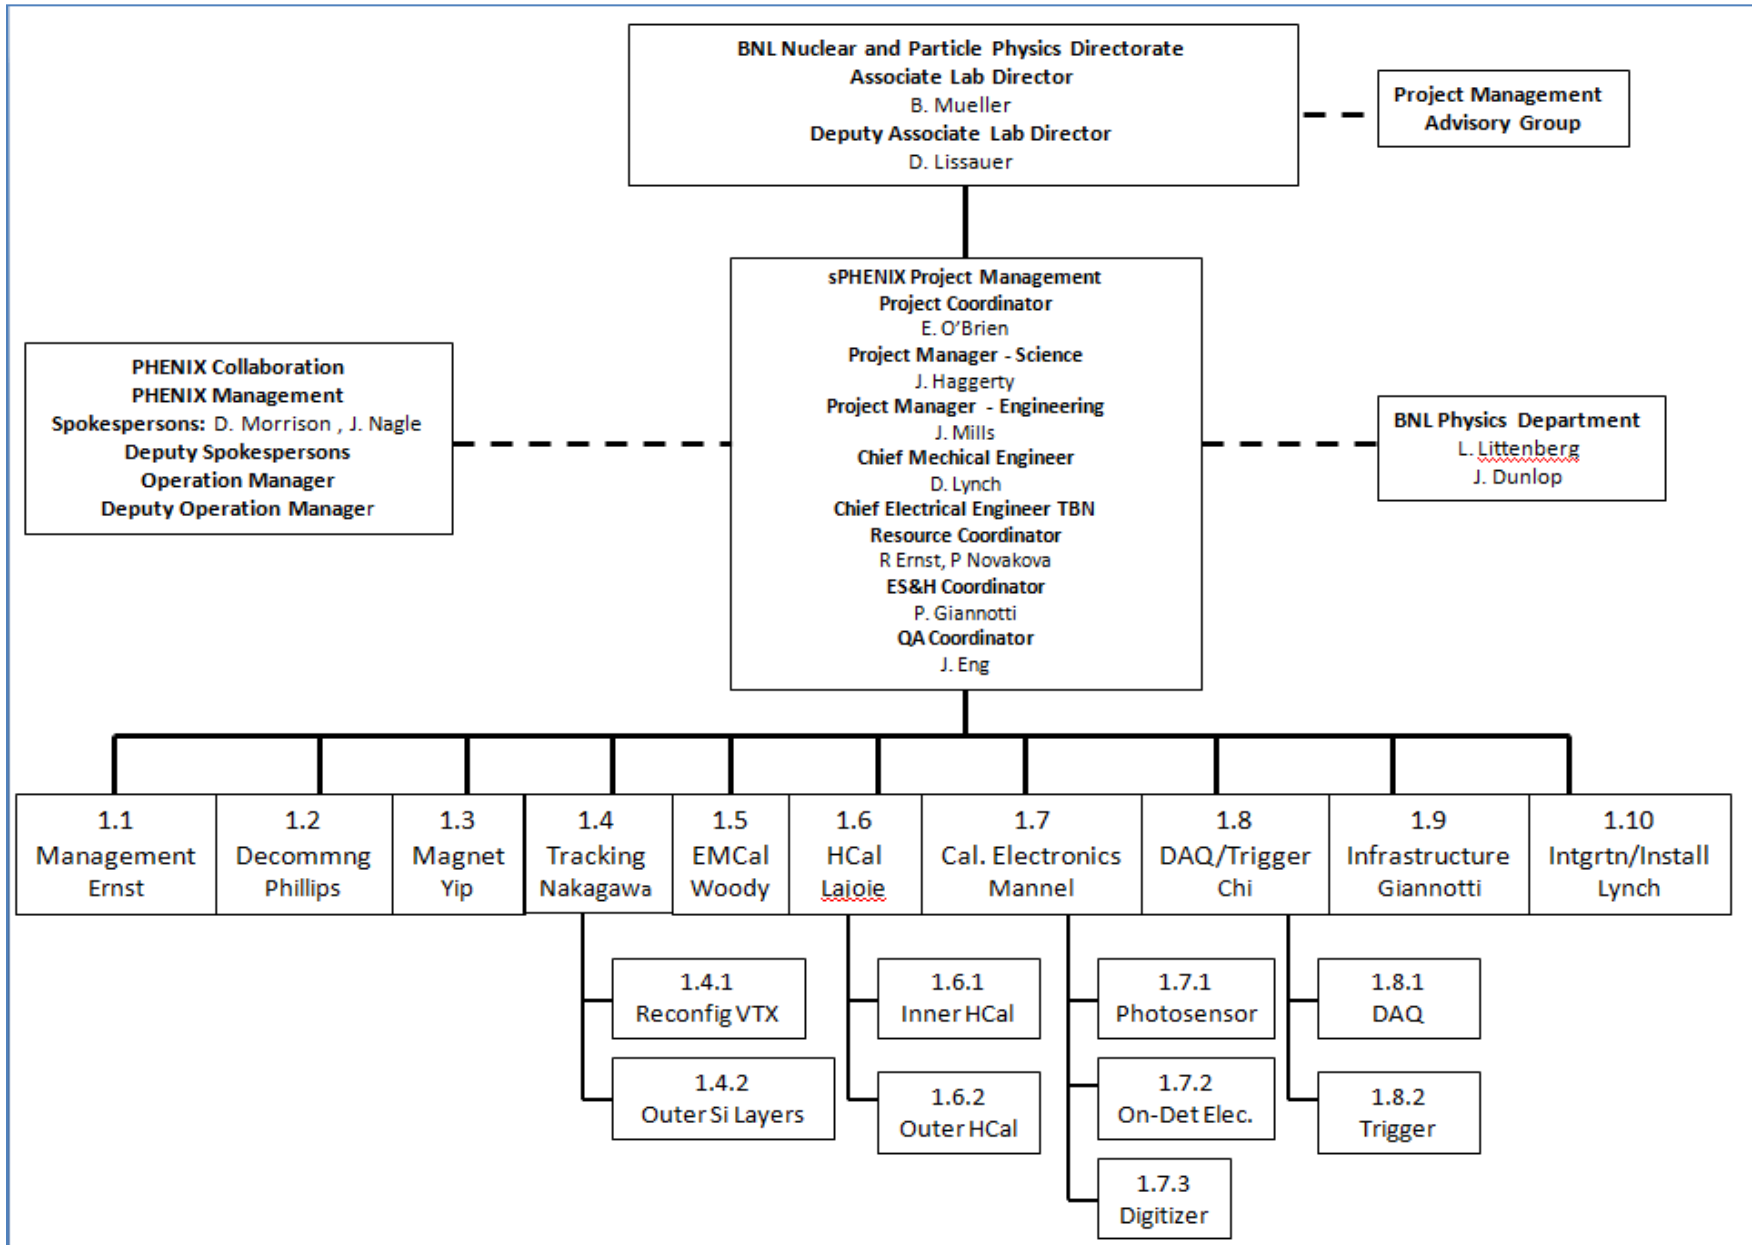 BNL Nuclear and Particle Physics Directorate
Associate Lab Director
B. Mueller
Deputy Associate Lab Director
D. Lissauer
Project Management
Advisory Group
sPHENIX Project Management
Project Coordinator
E. O’Brien
Project Manager - Science
J. Haggerty
Project Manager - Engineering
J. Mills
Chief Mechical Engineer
D. Lynch
Chief Electrical Engineer TBN
Resource Coordinator
R Ernst, P Novakova
ES&H Coordinator
P. Giannotti
QA Coordinator
J. Eng
PHENIX Collaboration
PHENIX Management
Spokespersons: D. Morrison , J. Nagle
Deputy Spokespersons
Operation Manager
Deputy Operation Manager
BNL Physics Department
L. Littenberg
J. Dunlop
1.1
Management
Ernst
1.2
Decommng
Phillips
1.3
Magnet
Yip
1.4
Tracking
Nakagawa
1.5
EMCal
Woody
1.6
HCal
Lajoie
1.7
Cal. Electronics
Mannel
1.8
DAQ/Trigger
Chi
1.9
Infrastructure
Giannotti
1.10
Intgrtn/Install
Lynch
1.4.1
Reconfig VTX
1.4.2
Outer Si Layers
1.6.1
Inner HCal
1.6.2
Outer HCal
1.7.1
Photosensor
1.7.2
On-Det Elec.
1.7.3
Digitizer
1.8.1
DAQ
1.8.2
Trigger